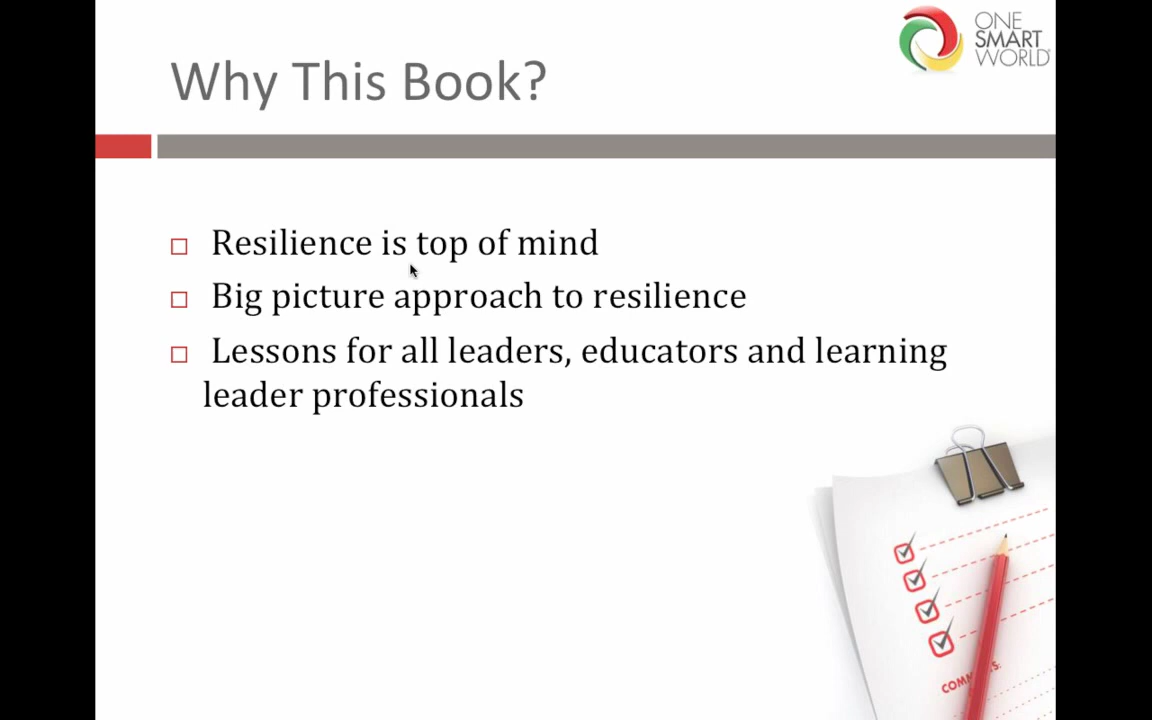 ONE
SMART
WORLD
Why This Book?
Resilience is top of mind
Big picture approach to resilience
Lessons for all leaders, educators and learning
leader professionals